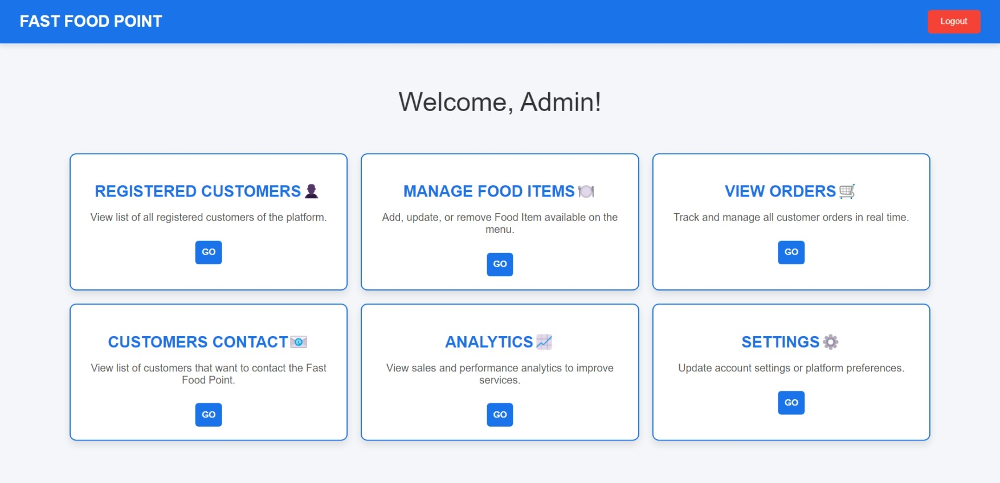 FAST FOOD POINT
Logout
Welcome, Admin!
REGISTERED CUSTOMERS
View list of all registered customers of the platform.
GO
MANAGE FOOD ITEMS
Add, update, or remove Food Item available on the
menu.
GO
VIEW ORDERS
Track and manage all customer orders in real time.
GO
CUSTOMERS CONTACT
View list of customers that want to contact the Fast
Food Point.
GO
ANALYTICS
View sales and performance analytics to improve
services.
GO
SETTINGS
Update account settings or platform preferences.
GO